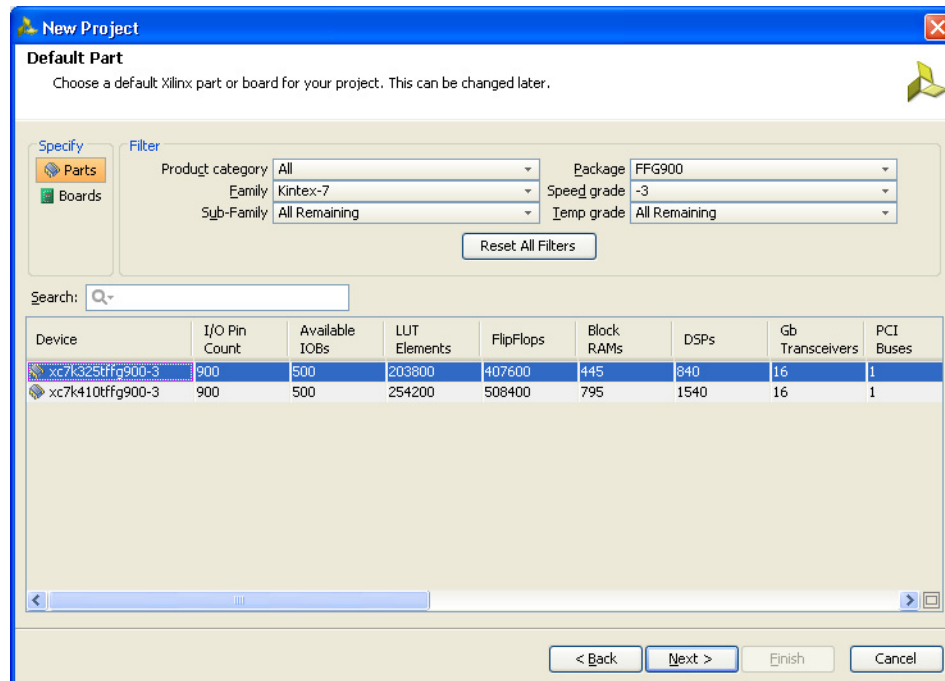 New Project
Default Part
Choose a default Xilinx part or board for your project. This can be changed later.
Specify
Parts
Boards
Filter
Product category All
Family Kintex-7
Sub-Family All Remaining
Package FFG900
Speed grade -3
Temp grade All Remaining
Reset All Filters
Search:
Device I/O Pin Count Available IOBs LUT Elements FlipFlops Block RAMs DSPs Gb Transceivers PCI Buses
xc7k325tffg900-3 900 500 203800 407600 445 840 16 1
xc7k410tffg900-3 900 500 254200 508400 795 1540 16 1
< Back Next > Finish Cancel